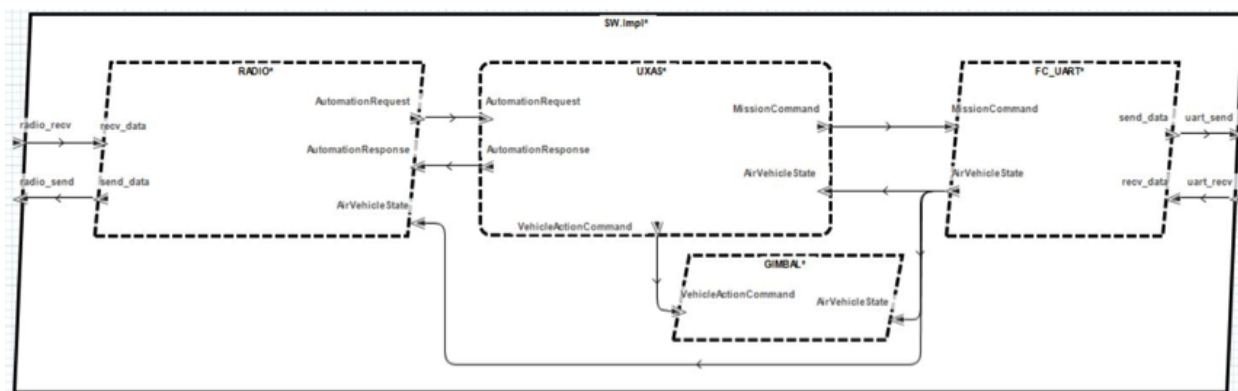 SW.Impl*
RADIO*
UXAS*
FC_UART*
AutomationRequest
AutomationRequest
MissionCommand
MissionCommand
radio_recv
recv_data
send_data
uart_send
AutomationResponse
AutomationResponse
AirVehicleState
AirVehicleState
radio_send
send_data
recv_data
uart_recv
AirVehicleState
VehicleActionCommand
GIMBAL*
VehicleActionCommand
AirVehicleState